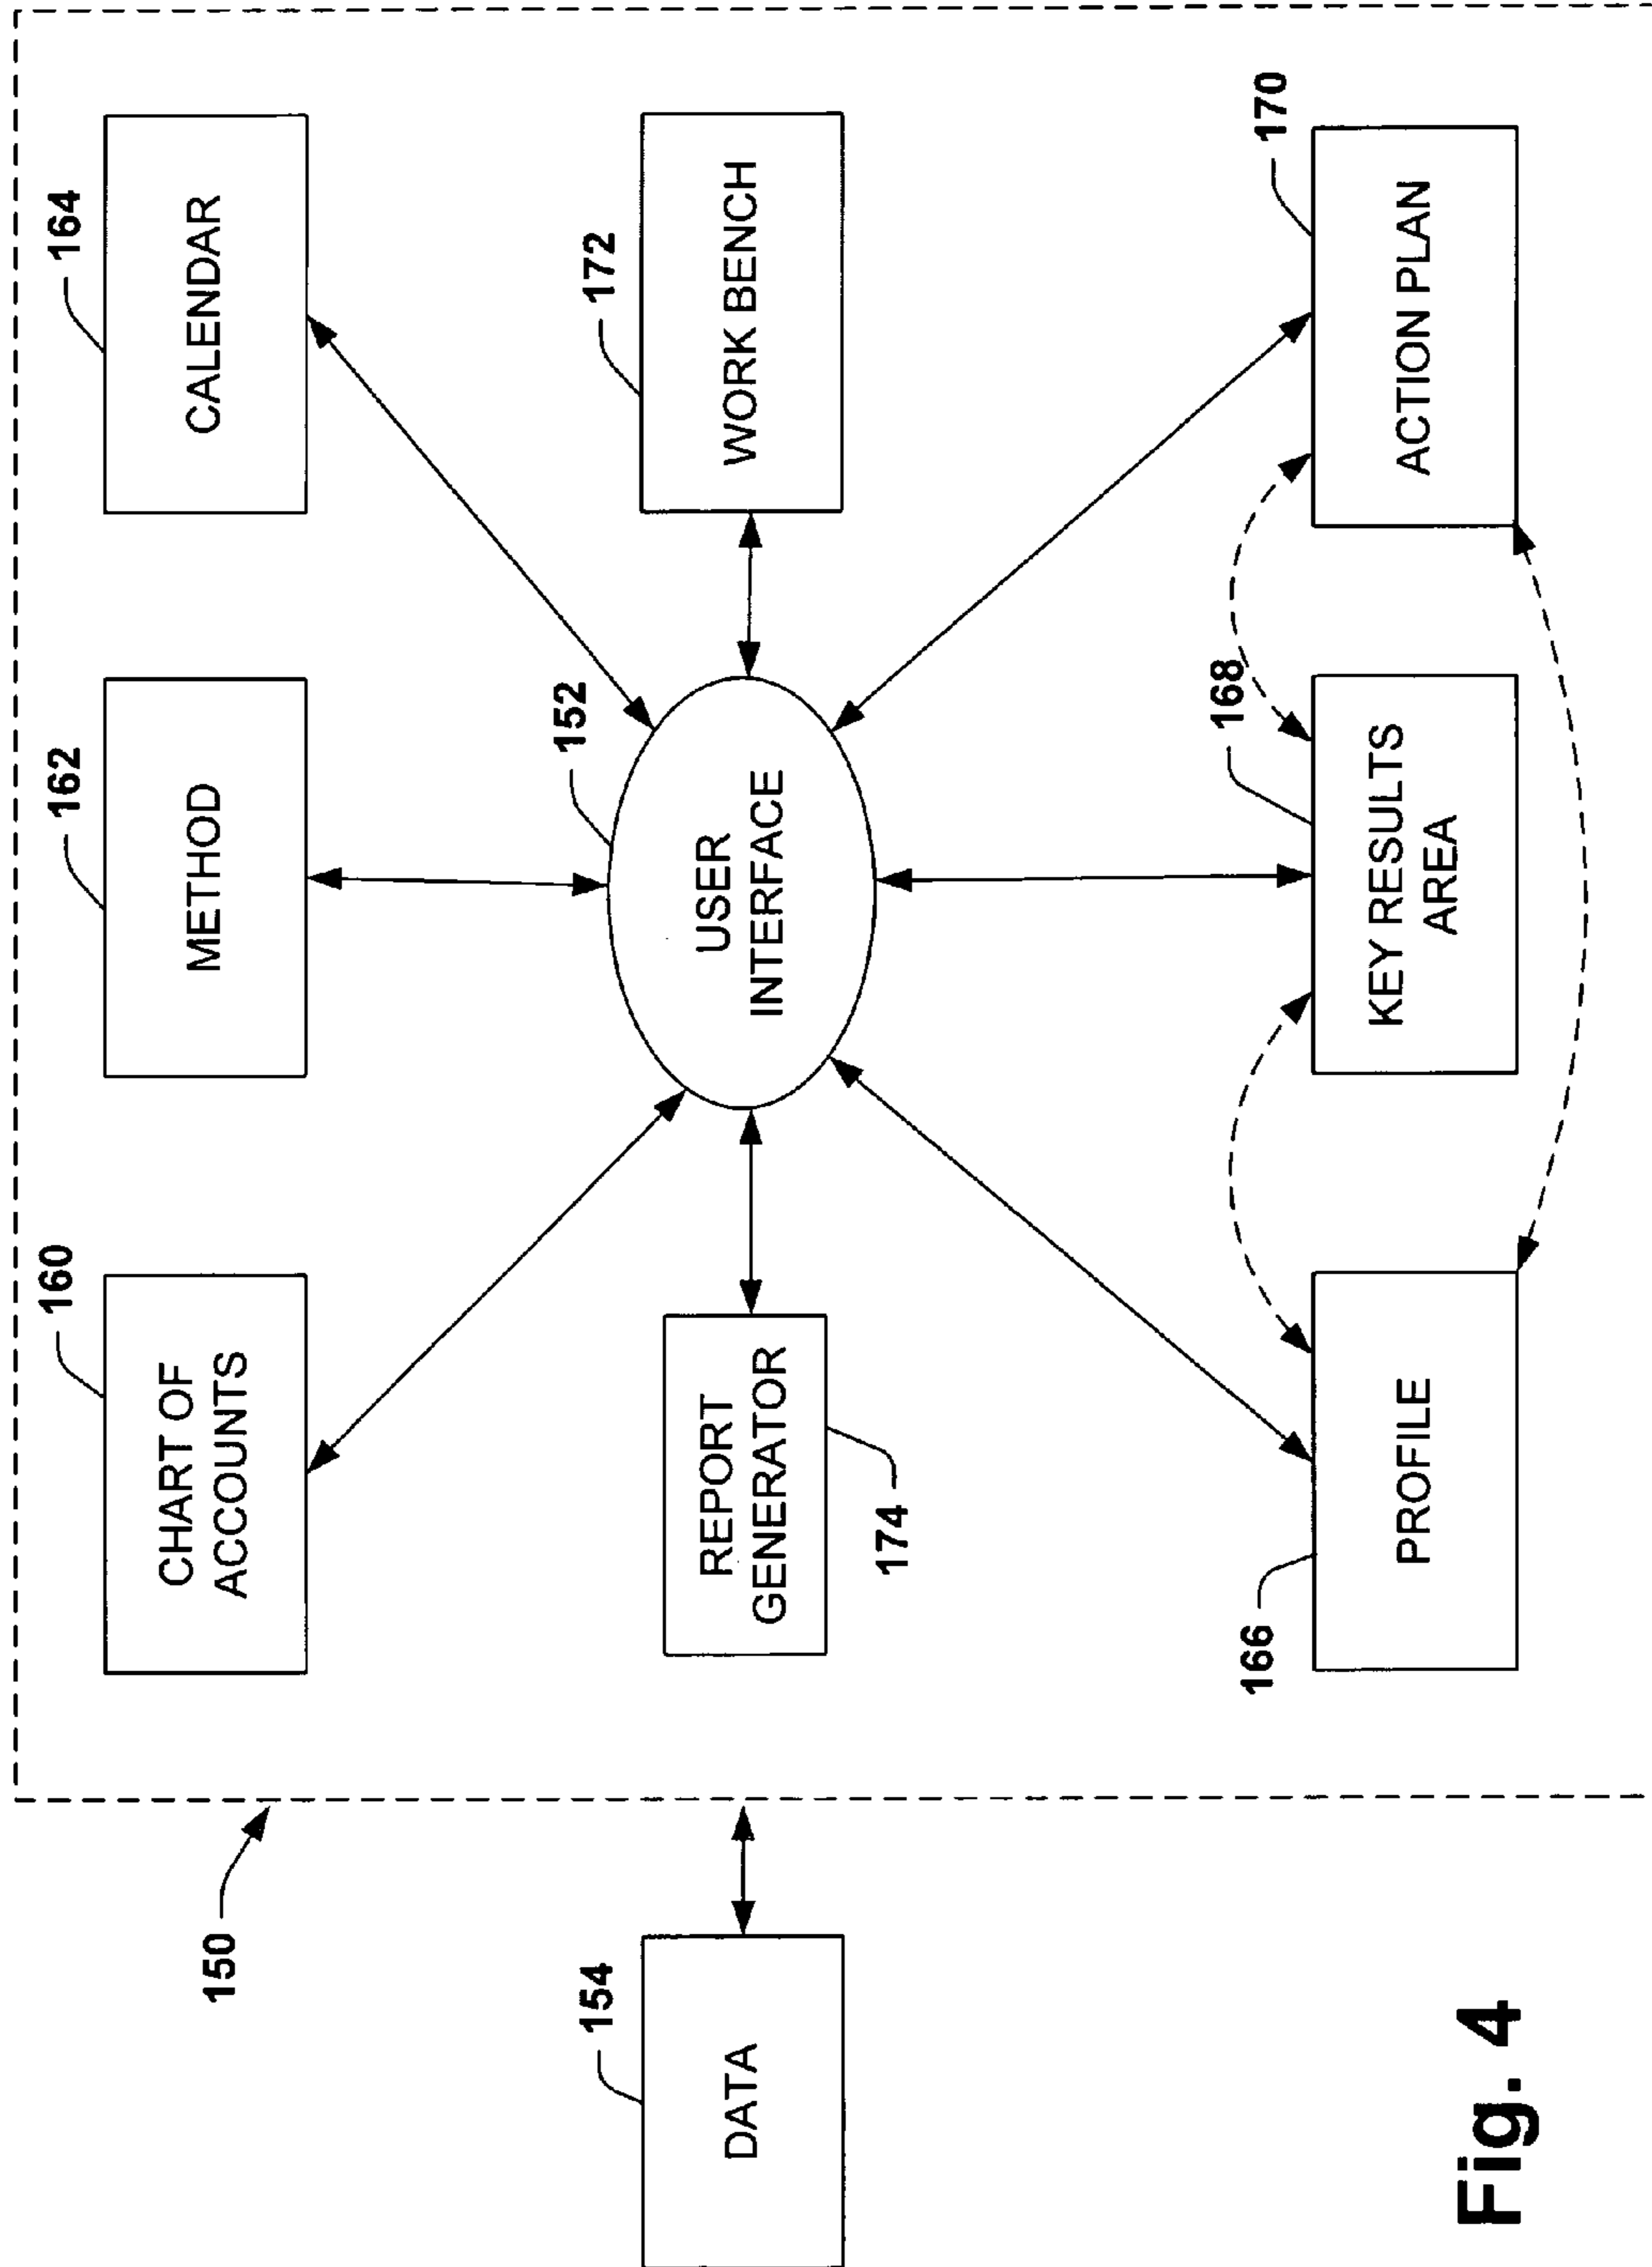 160
CHART OF
ACCOUNTS
162
METHOD
164
CALENDAR
150
154
DATA
REPORT
GENERATOR
174
152
USER
INTERFACE
172
WORK BENCH
166
PROFILE
168
KEY RESULTS
AREA
170
ACTION PLAN
Fig. 4